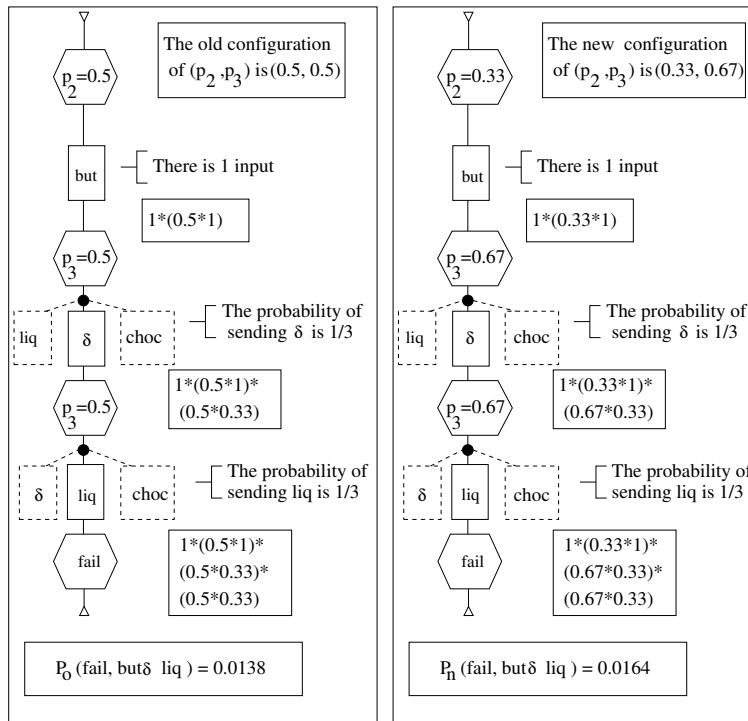 The old configuration
of (p2 ,p3) is (0.5, 0.5)
p2=0.5
but
There is 1 input
1*(0.5*1)
p3=0.5
The probability of
sending δ is 1/3
liq
δ
choc
1*(0.5*1)*
(0.5*0.33)
p3=0.5
The probability of
sending liq is 1/3
δ
liq
choc
1*(0.5*1)*
(0.5*0.33)*
(0.5*0.33)
fail
Po (fail, butδ liq) = 0.0138
The new configuration
of (p2 ,p3) is (0.33, 0.67)
p2=0.33
but
There is 1 input
1*(0.33*1)
p3=0.67
The probability of
sending δ is 1/3
liq
δ
choc
1*(0.33*1)*
(0.67*0.33)
p3=0.67
The probability of
sending liq is 1/3
δ
liq
choc
1*(0.33*1)*
(0.67*0.33)*
(0.67*0.33)
fail
Pn (fail, butδ liq) = 0.0164